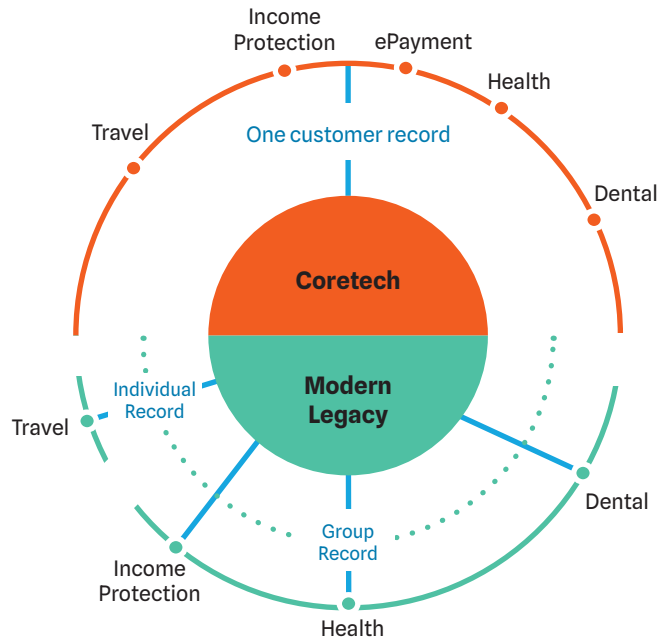 Income
Protection
ePayment
Health
Travel
One customer record
Dental
Coretech
Modern
Legacy
Individual
Record
Travel
Dental
Group
Record
Income
Protection
Health